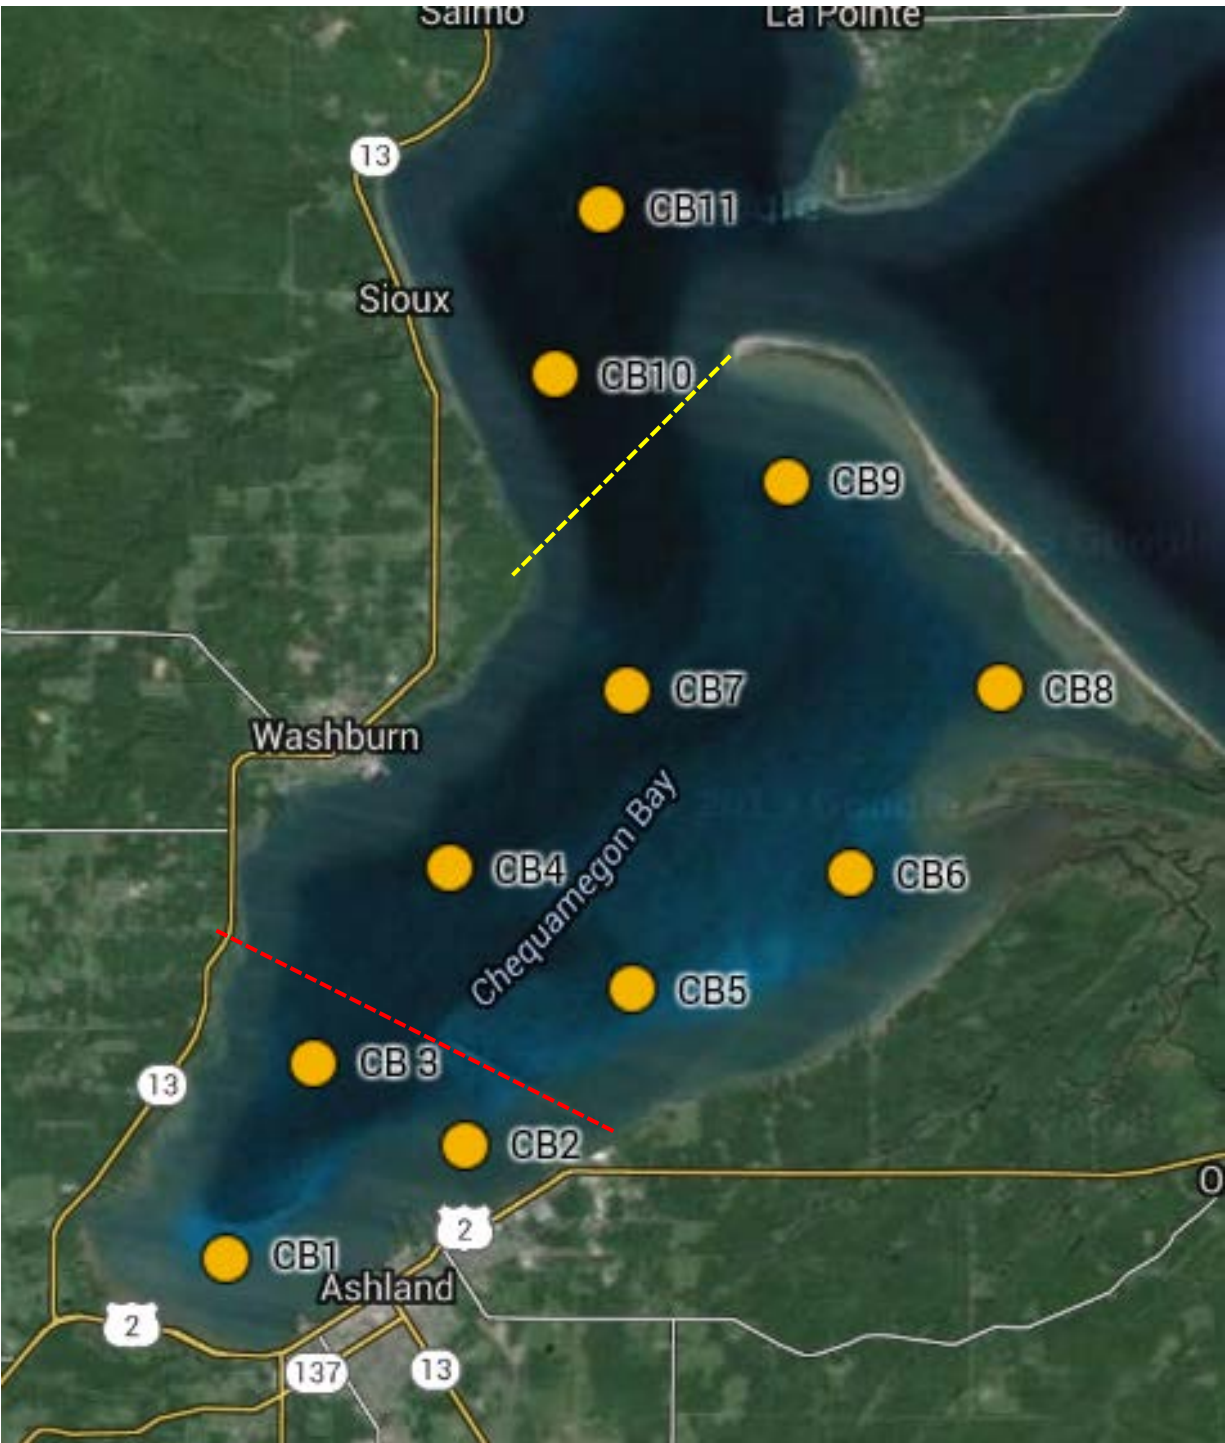 Salmo
La Pointe
13
CB11
Sioux
CB10
CB9
CB7
CB8
Washburn
CB4
Chequamegon Bay
CB6
CB5
CB 3
13
CB2
O
2
CB1
Ashland
2
137
13